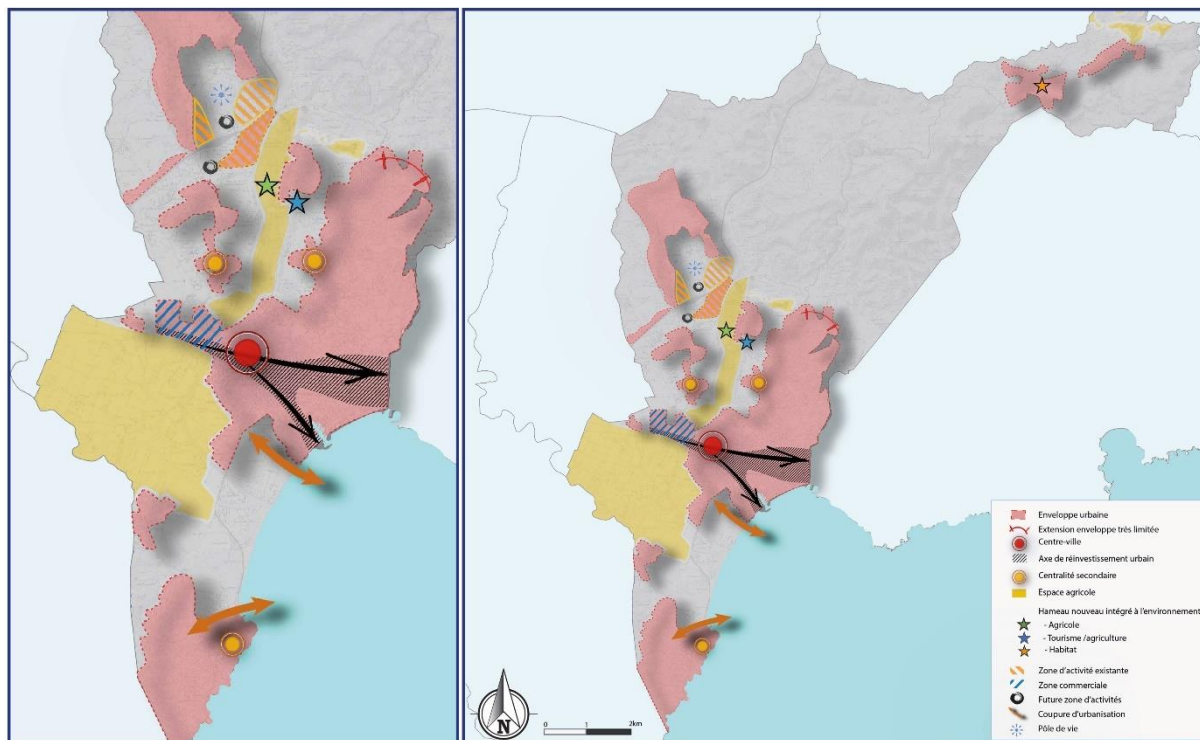 Enveloppe urbaine
Extension enveloppe très limitée
Centre-ville
Axe de réinvestissement urbain
Centralité secondaire
Espace agricole
Hameau nouveau intégré à l'environnement
- Agricole
- Tourisme /agriculture
- Habitat
Zone d'activité existante
Zone commerciale
Future zone d'activités
Coupure d'urbanisation
Pôle de vie
N
0 1 2km